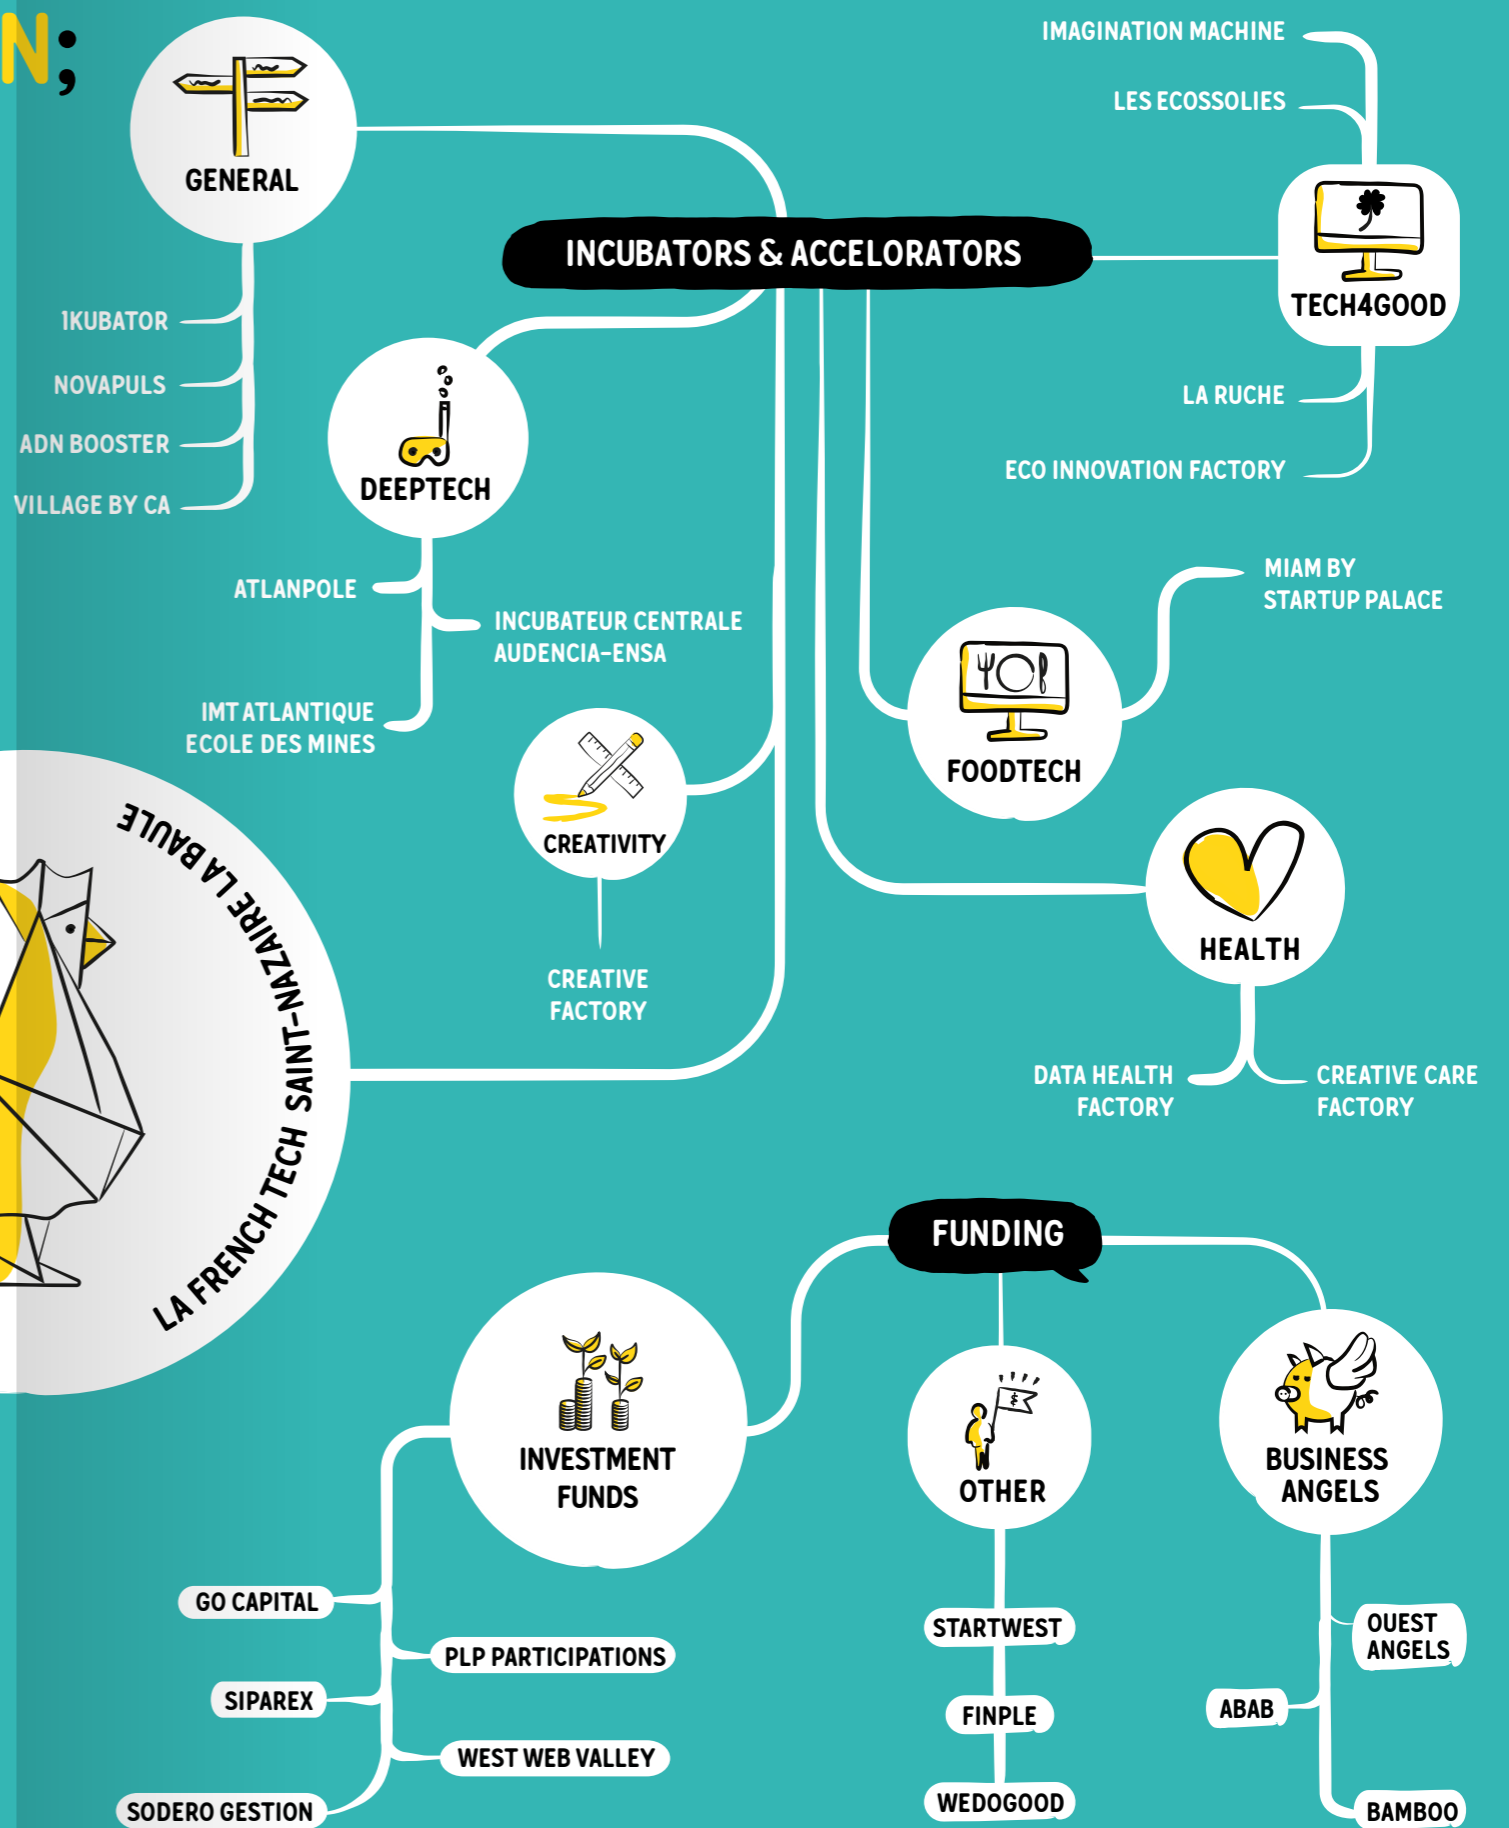 N;
GENERAL
1KUBATOR
NOVAPULS
ADN BOOSTER
VILLAGE BY CA
INCUBATORS & ACCELORATORS
IMAGINATION MACHINE
LES ECOSSOLIES
TECH4GOOD
LA RUCHE
ECO INNOVATION FACTORY
DEEPTECH
ATLANPOLE
INCUBATEUR CENTRALE
AUDENCIA-ENSA
IMT ATLANTIQUE
ECOLE DES MINES
CREATIVITY
CREATIVE
FACTORY
MIAM BY
STARTUP PALACE
FOODTECH
HEALTH
DATA HEALTH
FACTORY
CREATIVE CARE
FACTORY
LA FRENCH TECH SAINT-NAZAIRE LA BAULE
FUNDING
INVESTMENT
FUNDS
GO CAPITAL
PLP PARTICIPATIONS
SIPAREX
WEST WEB VALLEY
SODERO GESTION
$
OTHER
STARTWEST
FINPLE
WEDOGOOD
BUSINESS
ANGELS
OUEST
ANGELS
ABAB
BAMBOO